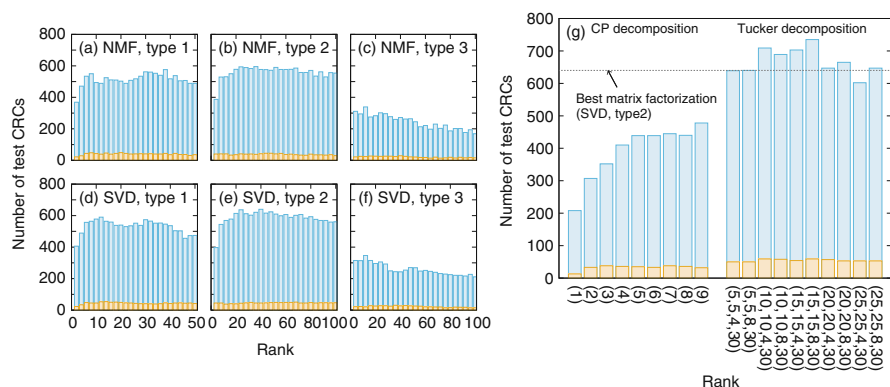 Number of test CRCs
800
600
400
200
0
(a) NMF, type 1
(b) NMF, type 2
(c) NMF, type 3
800
600
400
200
0
(d) SVD, type 1
(e) SVD, type 2
(f) SVD, type 3
0 10 20 30 40 50
0 20 40 60 80 100
0 20 40 60 80 100
Rank
Number of test CRCs
800
700
600
500
400
300
200
100
0
(g) CP decomposition
Tucker decomposition
Best matrix factorization
(SVD, type2)
(1)
(2)
(3)
(4)
(5)
(6)
(7)
(8)
(9)
(5,5,4,30)
(5,5,8,30)
(10,10,4,30)
(10,10,8,30)
(15,15,4,30)
(15,15,8,30)
(20,20,4,30)
(20,20,8,30)
(25,25,4,30)
(25,25,8,30)
Rank